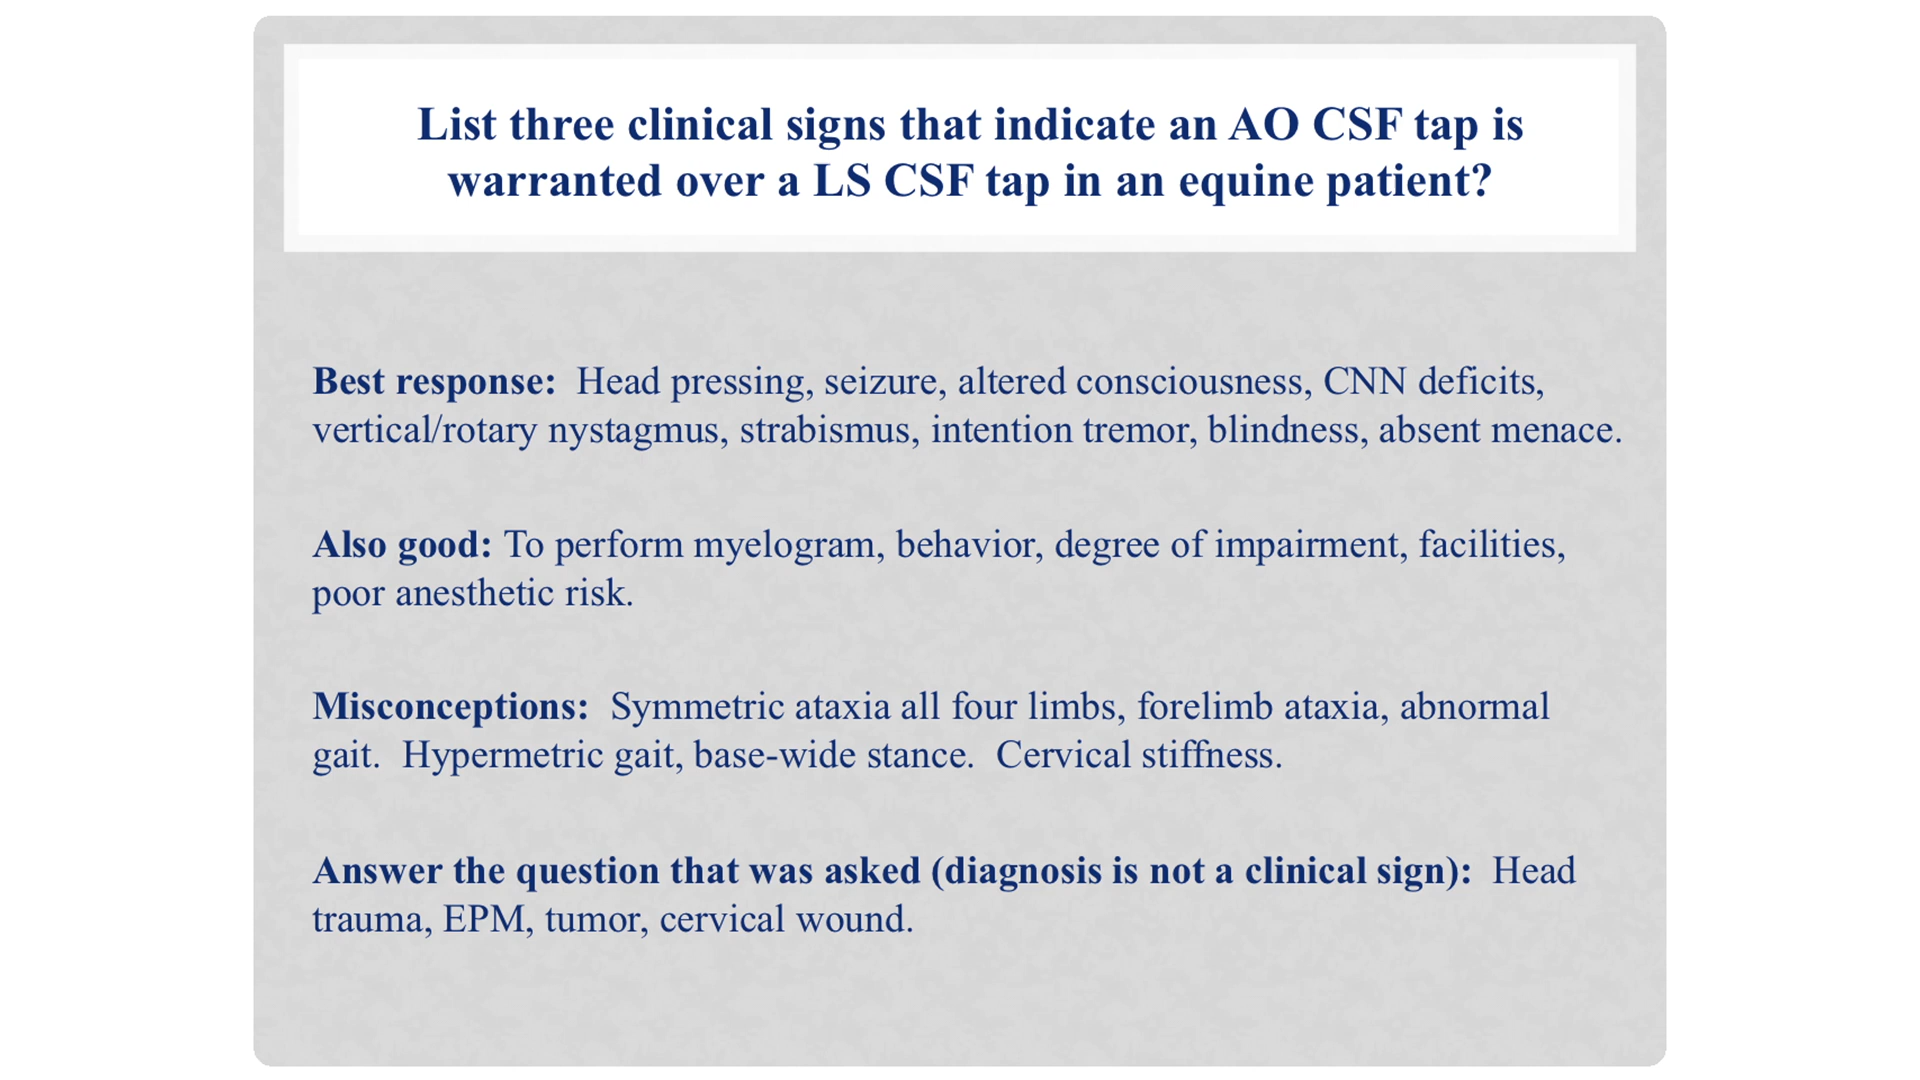 List three clinical signs that indicate an AO CSF tap is
warranted over a LS CSF tap in an equine patient?
Best response: Head pressing, seizure, altered consciousness, CNN deficits,
vertical/rotary nystagmus, strabismus, intention tremor, blindness, absent menace.
Also good: To perform myelogram, behavior, degree of impairment, facilities,
poor anesthetic risk.
Misconceptions: Symmetric ataxia all four limbs, forelimb ataxia, abnormal
gait. Hypermetric gait, base-wide stance. Cervical stiffness.
Answer the question that was asked (diagnosis is not a clinical sign): Head
trauma, EPM, tumor, cervical wound.